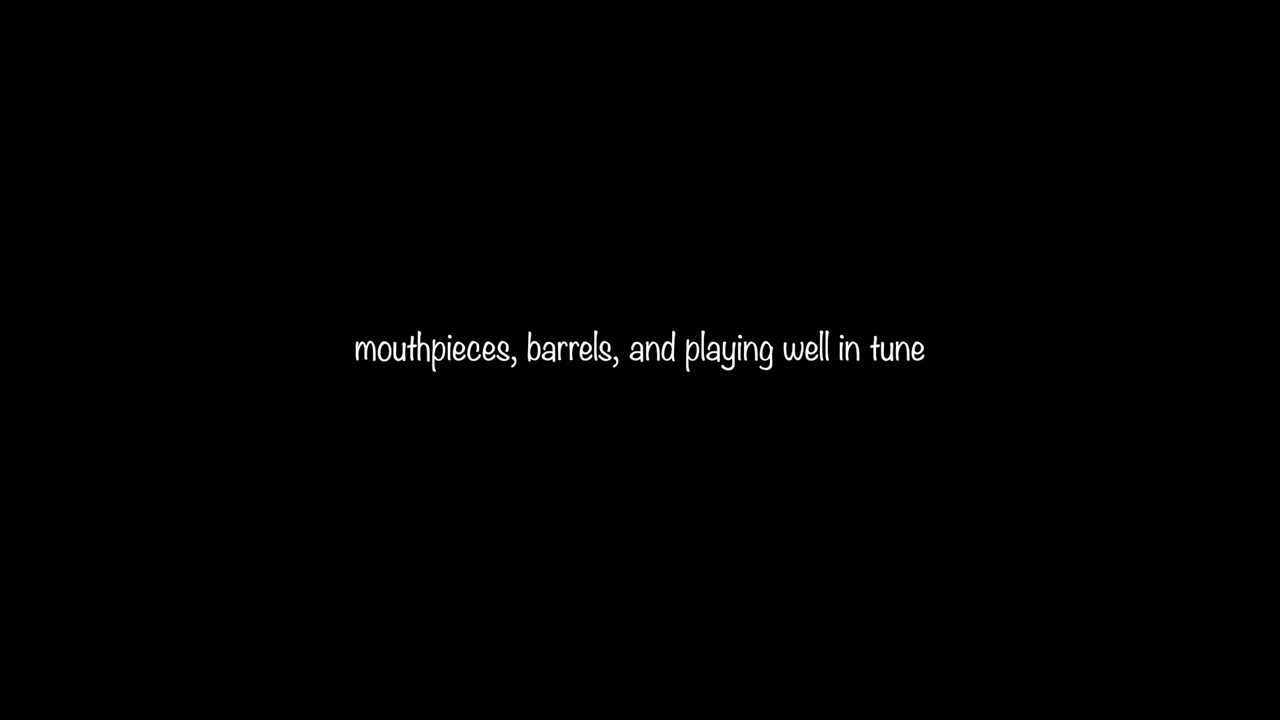 mouthpieces, barrels, and playing well in tune